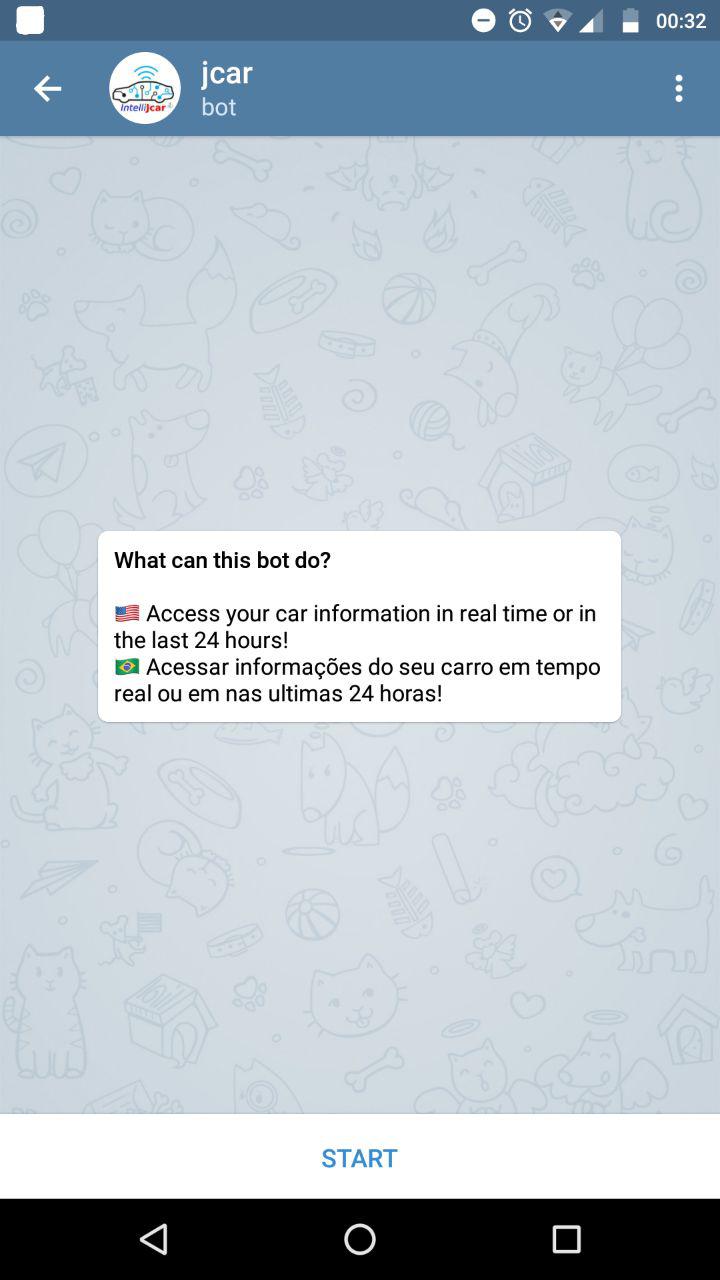 00:32
jcar
IntelliJcar
bot
What can this bot do?
🇺🇸 Access your car information in real time or in
the last 24 hours!
🇧🇷 Acessar informações do seu carro em tempo
real ou em nas ultimas 24 horas!
START